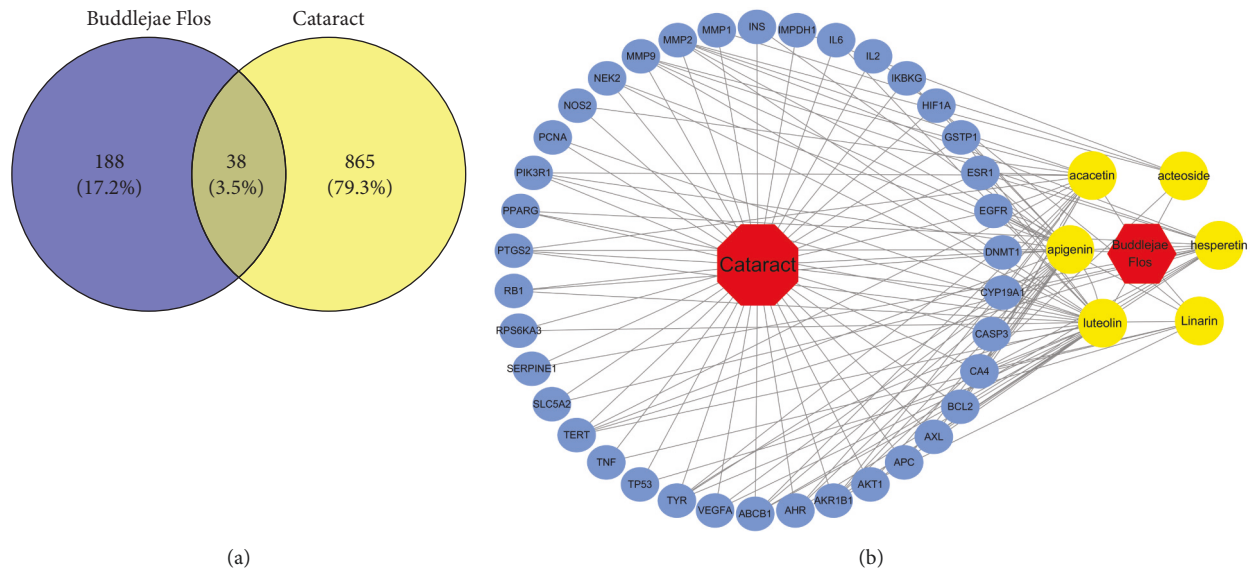 Buddlejae Flos
Cataract
188
(17.2%)
38
(3.5%)
865
(79.3%)
(a)
INS
IMPDH1
IL6
IL2
IKBKG
HIF1A
GSTP1
ESR1
EGFR
DNMT1
CYP19A1
CASP3
CA4
BCL2
AXL
APC
AKT1
AKR1B1
AHR
ABCB1
VEGFA
TYR
TP53
TNF
TERT
SLC5A2
SERPINE1
RPS6KA3
RB1
PTGS2
PPARG
PIK3R1
PCNA
NOS2
NEK2
MMP9
MMP2
MMP1
Cataract
acacetin
acteoside
apigenin
Buddlejae
Flos
hesperetin
luteolin
Linarin
(b)